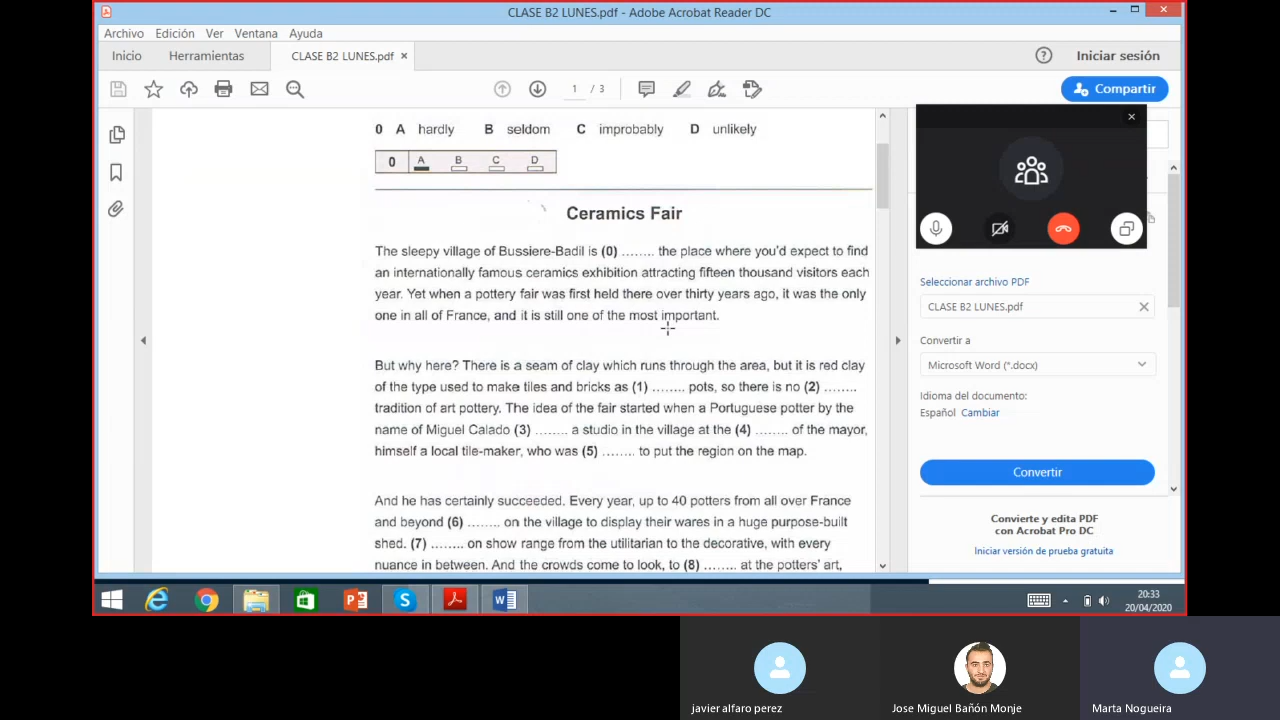 CLASE B2 LUNES.pdf - Adobe Acrobat Reader DC
Archivo Edición Ver Ventana Ayuda
Inicio Herramientas CLASE B2 LUNES.pdf × Iniciar sesión
1 / 3 Compartir
0 A hardly B seldom C improbably D unlikely
0 A B C D
Ceramics Fair
The sleepy village of Bussiere-Badil is (0) ........ the place where you'd expect to find
an internationally famous ceramics exhibition attracting fifteen thousand visitors each
year. Yet when a pottery fair was first held there over thirty years ago, it was the only
one in all of France, and it is still one of the most important.
But why here? There is a seam of clay which runs through the area, but it is red clay
of the type used to make tiles and bricks as (1) ........ pots, so there is no (2) ........
tradition of art pottery. The idea of the fair started when a Portuguese potter by the
name of Miguel Calado (3) ........ a studio in the village at the (4) ........ of the mayor,
himself a local tile-maker, who was (5) ........ to put the region on the map.
And he has certainly succeeded. Every year, up to 40 potters from all over France
and beyond (6) ........ on the village to display their wares in a huge purpose-built
shed. (7) ........ on show range from the utilitarian to the decorative, with every
nuance in between. And the crowds come to look, to (8) ........ at the potters' art,
Seleccionar archivo PDF
CLASE B2 LUNES.pdf
Convertir a
Microsoft Word (*.docx)
Idioma del documento:
Español Cambiar
Convertir
Convierte y edita PDF
con Acrobat Pro DC
Iniciar versión de prueba gratuita
20:33
20/04/2020
javier alfaro perez
Jose Miguel Bañón Monje
Marta Nogueira